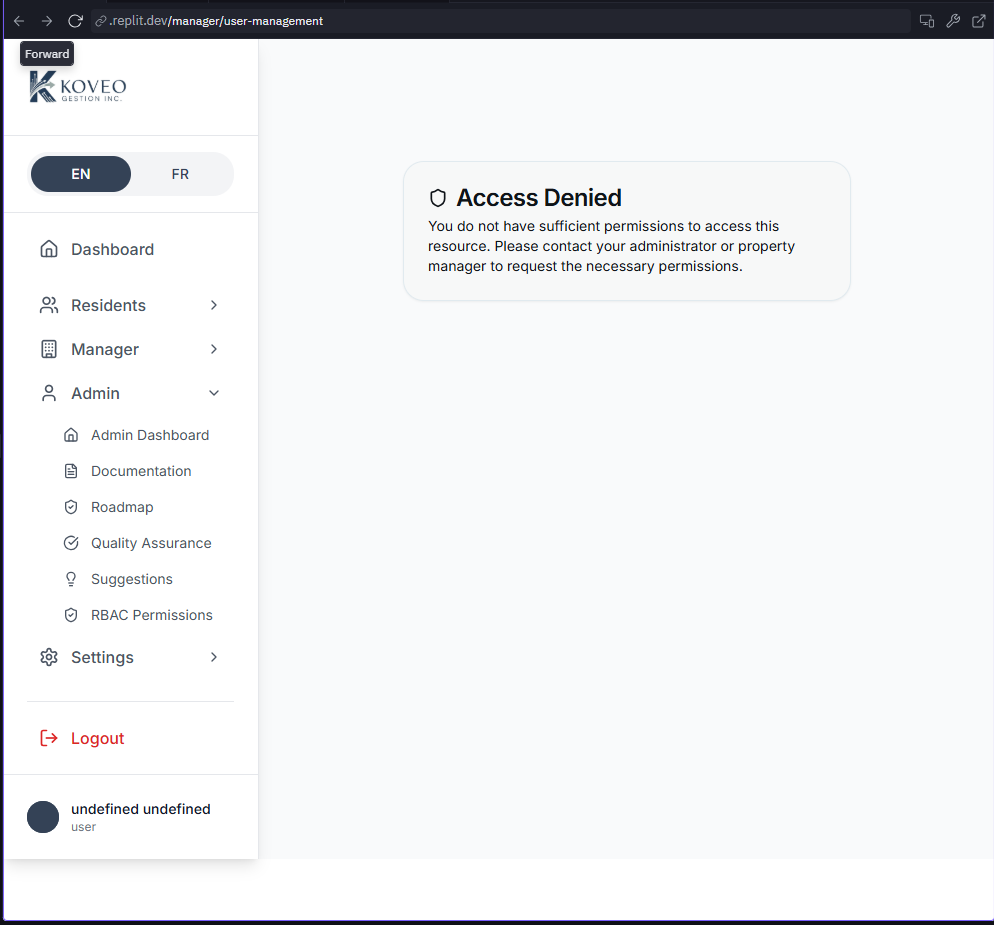 .replit.dev/manager/user-management
Forward
KOVEO
GESTION INC.
EN
FR
Dashboard
Residents
Manager
Admin
Admin Dashboard
Documentation
Roadmap
Quality Assurance
Suggestions
RBAC Permissions
Settings
Logout
undefined undefined
user
Access Denied
You do not have sufficient permissions to access this
resource. Please contact your administrator or property
manager to request the necessary permissions.